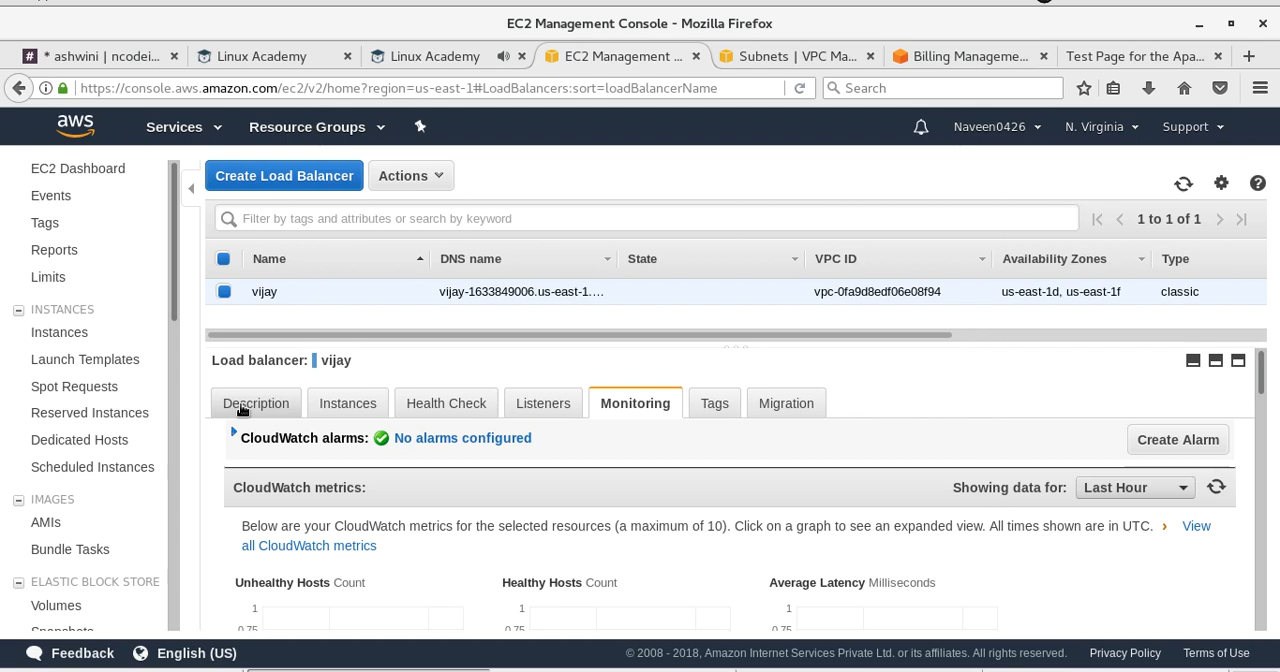 EC2 Management Console - Mozilla Firefox
* ashwini | ncodei...
Linux Academy
Linux Academy
EC2 Management ...
Subnets | VPC Ma...
Billing Manageme...
Test Page for the Apa...
https://console.aws.amazon.com/ec2/v2/home?region=us-east-1#LoadBalancers:sort=loadBalancerName
Search
aws
Services
Resource Groups
Naveen0426
N. Virginia
Support
EC2 Dashboard
Events
Tags
Reports
Limits
INSTANCES
Instances
Launch Templates
Spot Requests
Reserved Instances
Dedicated Hosts
Scheduled Instances
IMAGES
AMIs
Bundle Tasks
ELASTIC BLOCK STORE
Volumes
Create Load Balancer
Actions
Filter by tags and attributes or search by keyword
1 to 1 of 1
Name DNS name State VPC ID Availability Zones Type
vijay vijay-1633849006.us-east-1.... vpc-0fa9d8edf06e08f94 us-east-1d, us-east-1f classic
Load balancer: vijay
Description Instances Health Check Listeners Monitoring Tags Migration
CloudWatch alarms: No alarms configured
Create Alarm
CloudWatch metrics:
Showing data for: Last Hour
Below are your CloudWatch metrics for the selected resources (a maximum of 10). Click on a graph to see an expanded view. All times shown are in UTC. › View
all CloudWatch metrics
Unhealthy Hosts Count
1
0.75
Healthy Hosts Count
1
0.75
Average Latency Milliseconds
1
0.75
Feedback
English (US)
© 2008 - 2018, Amazon Internet Services Private Ltd. or its affiliates. All rights reserved.
Privacy Policy
Terms of Use